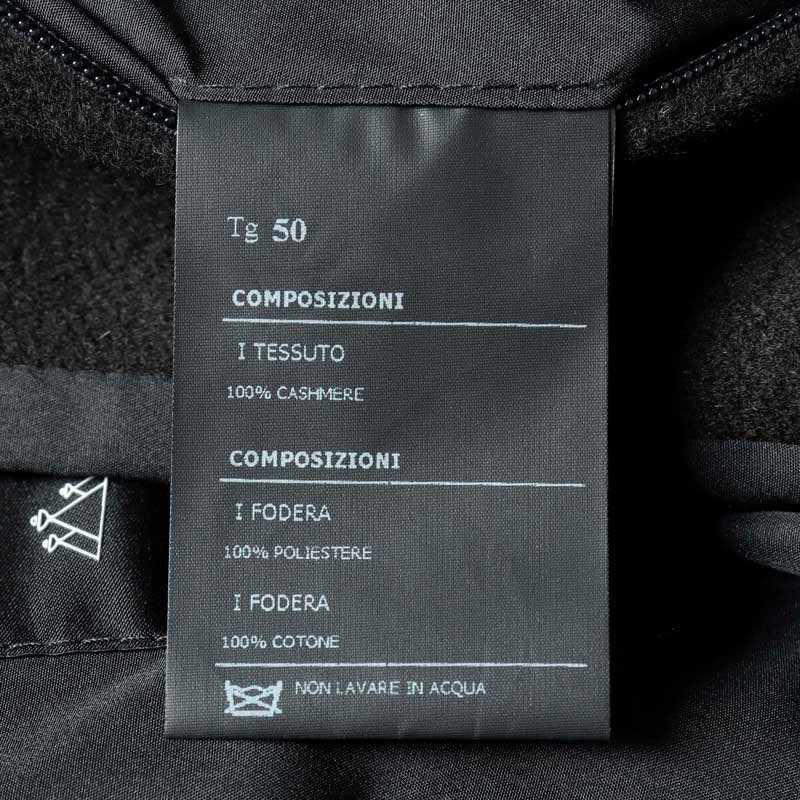 Tg 50
COMPOSIZIONI
I TESSUTO
100% CASHMERE
COMPOSIZIONI
I FODERA
100% POLIESTERE
I FODERA
100% COTONE
NON LAVARE IN ACQUA